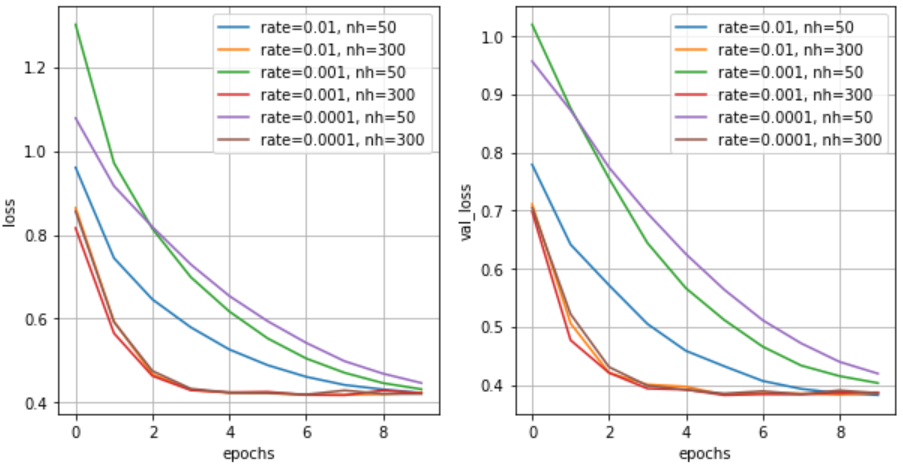 loss
1.2
1.0
0.8
0.6
0.4
0 2 4 6 8
epochs
rate=0.01, nh=50
rate=0.01, nh=300
rate=0.001, nh=50
rate=0.001, nh=300
rate=0.0001, nh=50
rate=0.0001, nh=300
val_loss
1.0
0.9
0.8
0.7
0.6
0.5
0.4
0 2 4 6 8
epochs
rate=0.01, nh=50
rate=0.01, nh=300
rate=0.001, nh=50
rate=0.001, nh=300
rate=0.0001, nh=50
rate=0.0001, nh=300